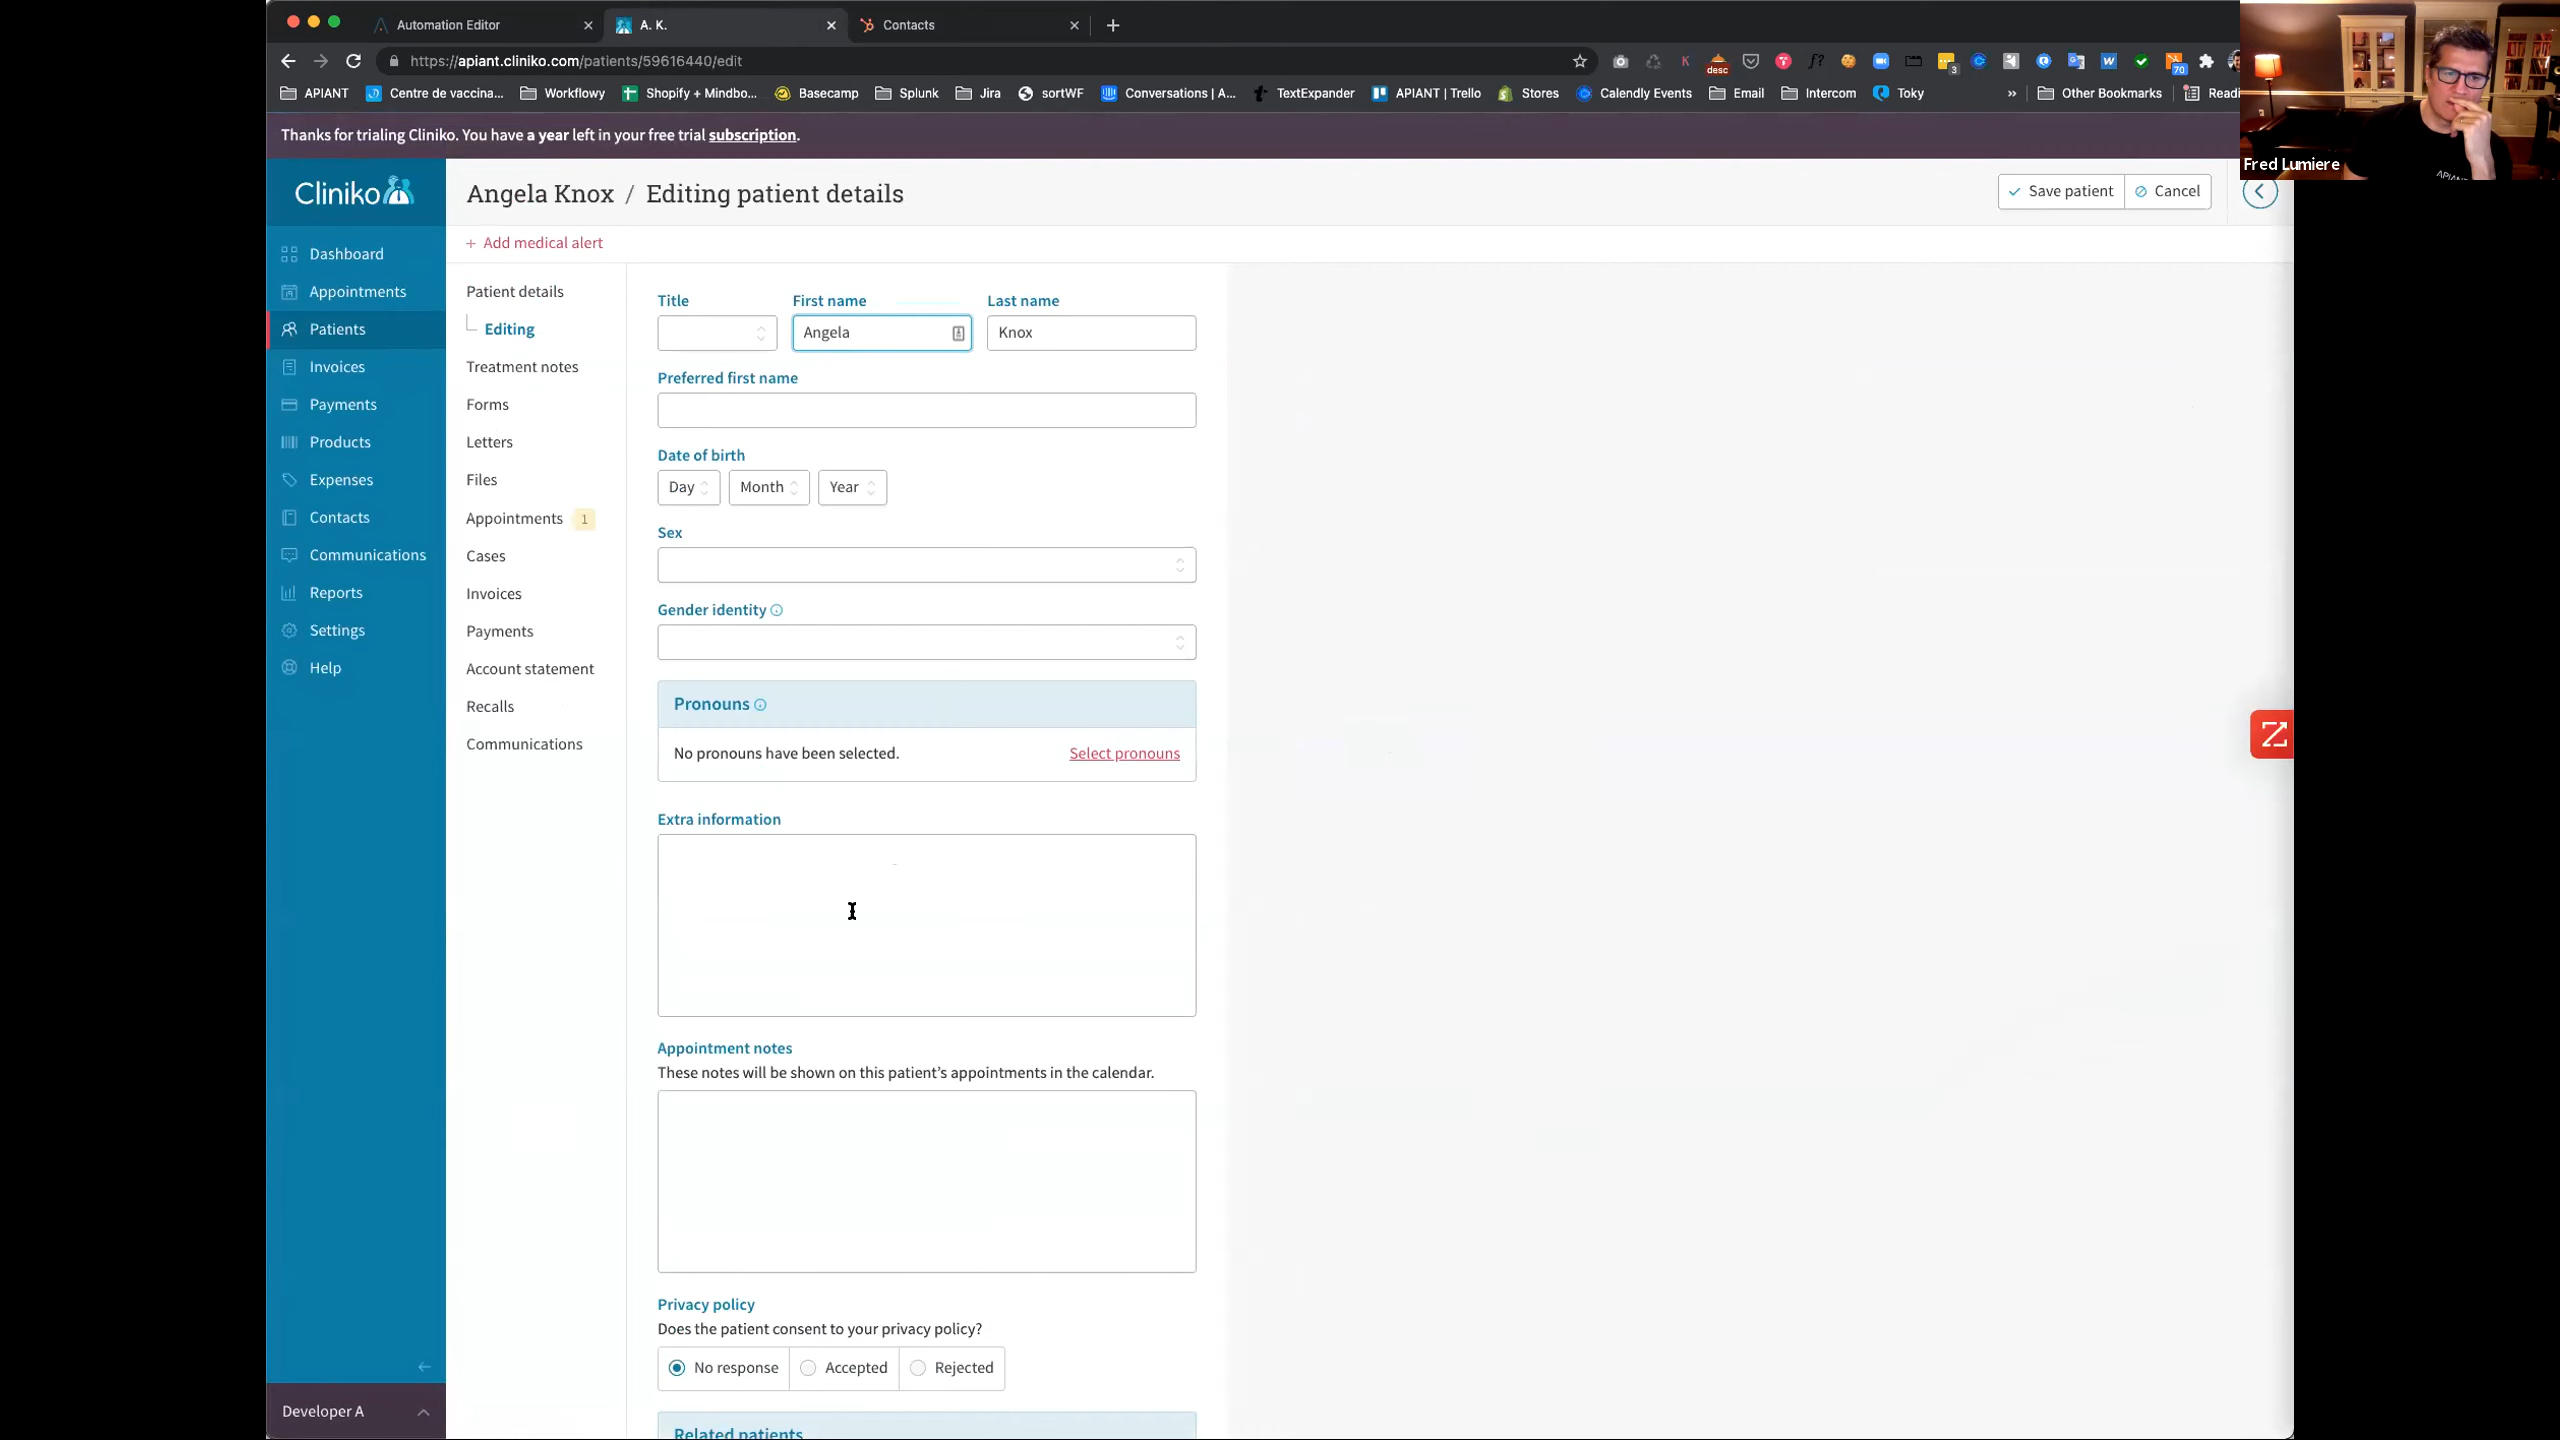 Automation Editor
A. K.
Contacts
https://apiant.cliniko.com/patients/59616440/edit
desc
3
70
APIANT
Centre de vaccina...
Workflowy
Shopify + Mindbo...
Basecamp
Splunk
Jira
sortWF
Conversations | A...
TextExpander
APIANT | Trello
Stores
Calendly Events
Email
Intercom
Toky
»
Other Bookmarks
Readi
Fred Lumiere
Thanks for trialing Cliniko. You have a year left in your free trial subscription.
Cliniko
Angela Knox / Editing patient details
Save patient
Cancel
+ Add medical alert
Dashboard
Appointments
Patients
Invoices
Payments
Products
Expenses
Contacts
Communications
Reports
Settings
Help
Developer A
Patient details
Editing
Treatment notes
Forms
Letters
Files
Appointments 1
Cases
Invoices
Payments
Account statement
Recalls
Communications
Title
First name
Last name
Angela
Knox
Preferred first name
Date of birth
Day
Month
Year
Sex
Gender identity
Pronouns
No pronouns have been selected.
Select pronouns
Extra information
Appointment notes
These notes will be shown on this patient's appointments in the calendar.
Privacy policy
Does the patient consent to your privacy policy?
No response
Accepted
Rejected
Related patients